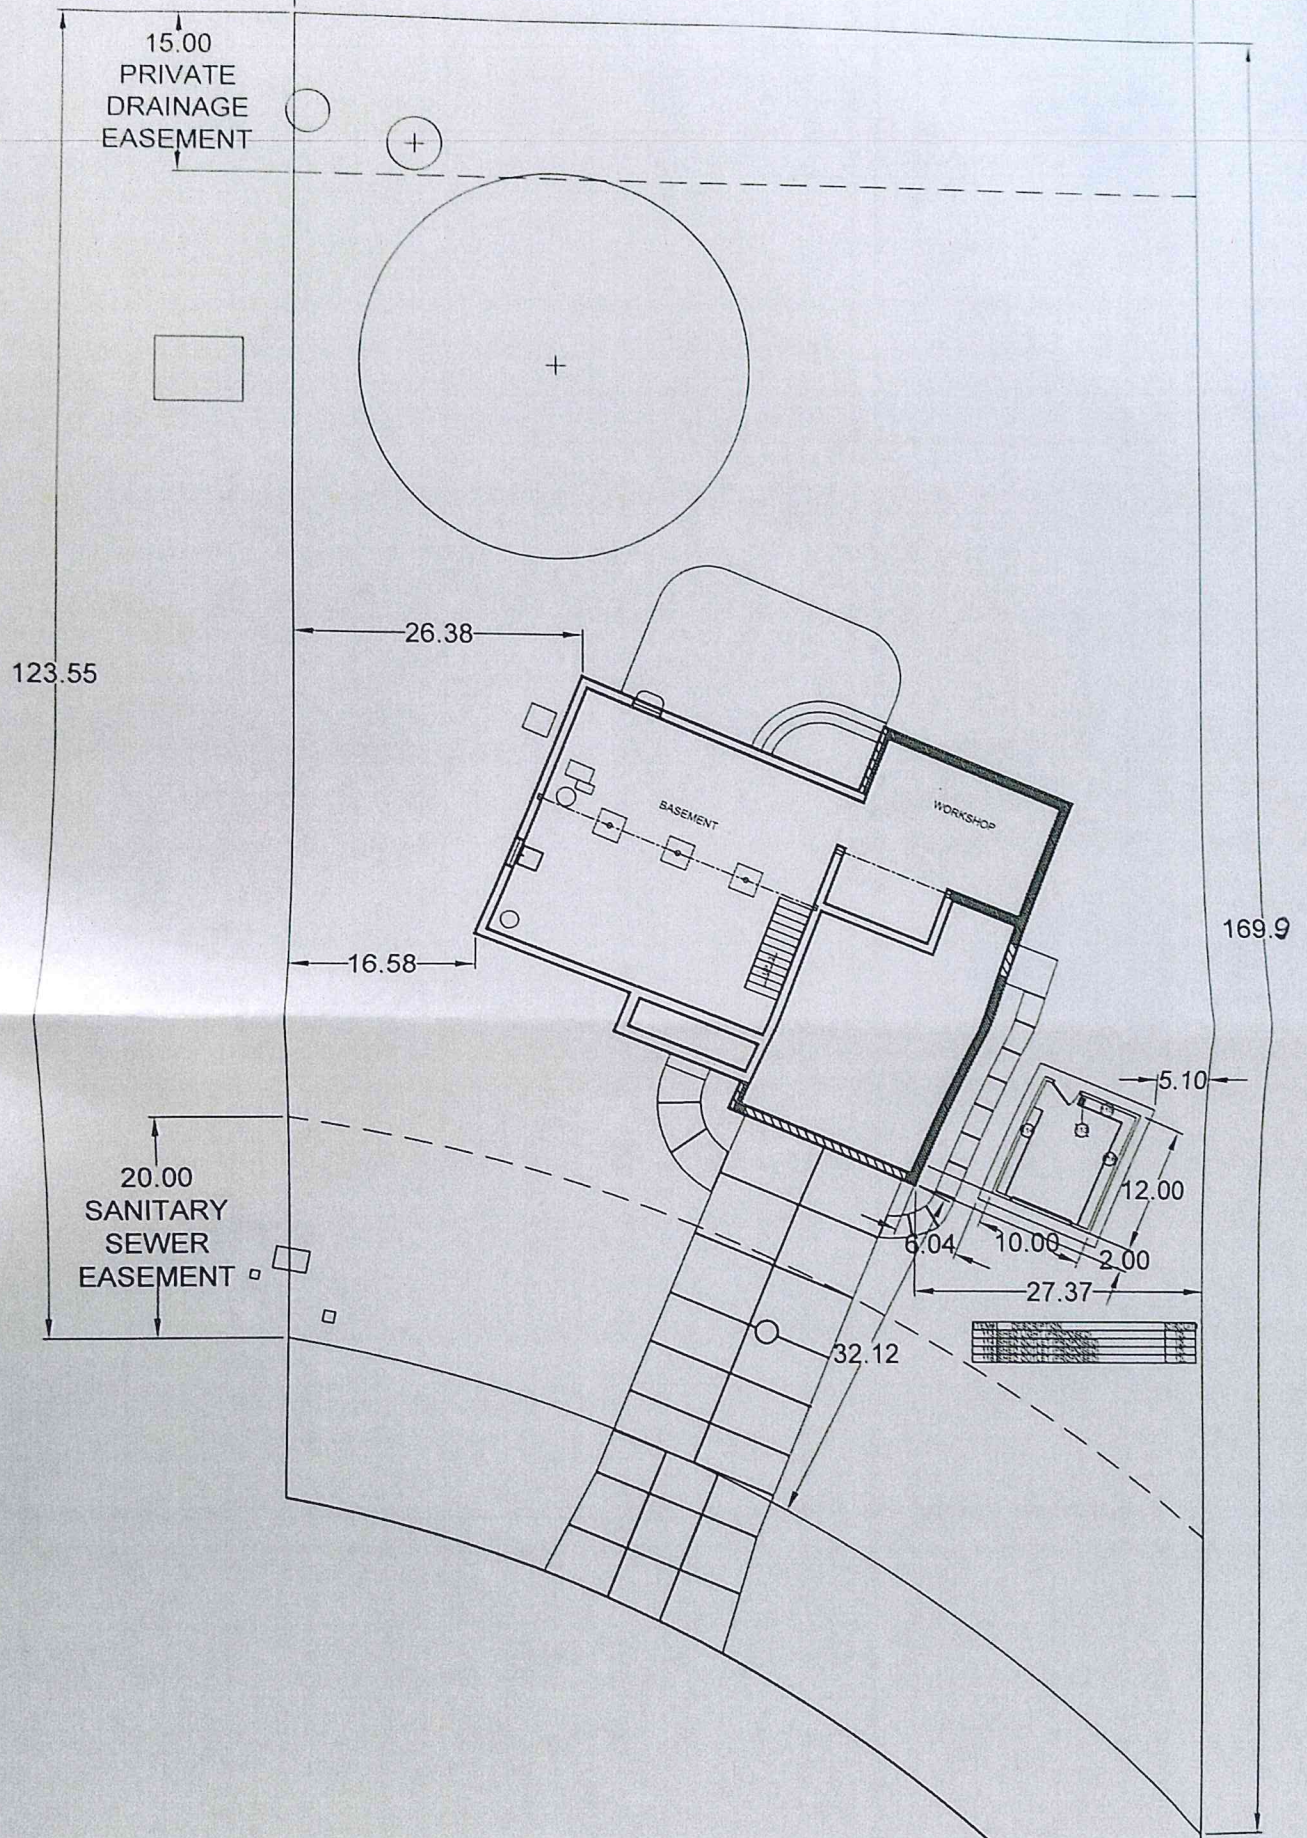 15.00
PRIVATE
DRAINAGE
EASEMENT
26.38
123.55
BASEMENT
WORKSHOP
169.9
16.58
5.10
20.00
SANITARY
SEWER
EASEMENT
12.00
6.04
10.00
2.00
27.37
32.12